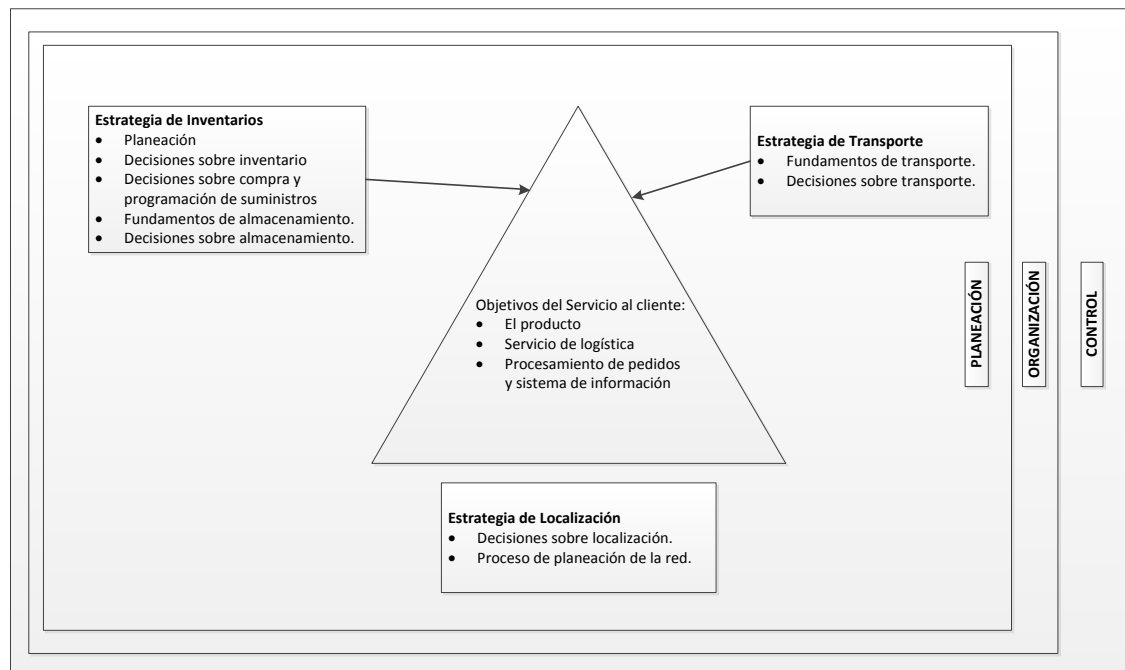 Estrategia de Inventarios
• Planeación
• Decisiones sobre inventario
• Decisiones sobre compra y
programación de suministros
• Fundamentos de almacenamiento.
• Decisiones sobre almacenamiento.
Estrategia de Transporte
• Fundamentos de transporte.
• Decisiones sobre transporte.
Objetivos del Servicio al cliente:
• El producto
• Servicio de logística
• Procesamiento de pedidos
y sistema de información
Estrategia de Localización
• Decisiones sobre localización.
• Proceso de planeación de la red.
PLANEACIÓN
ORGANIZACIÓN
CONTROL